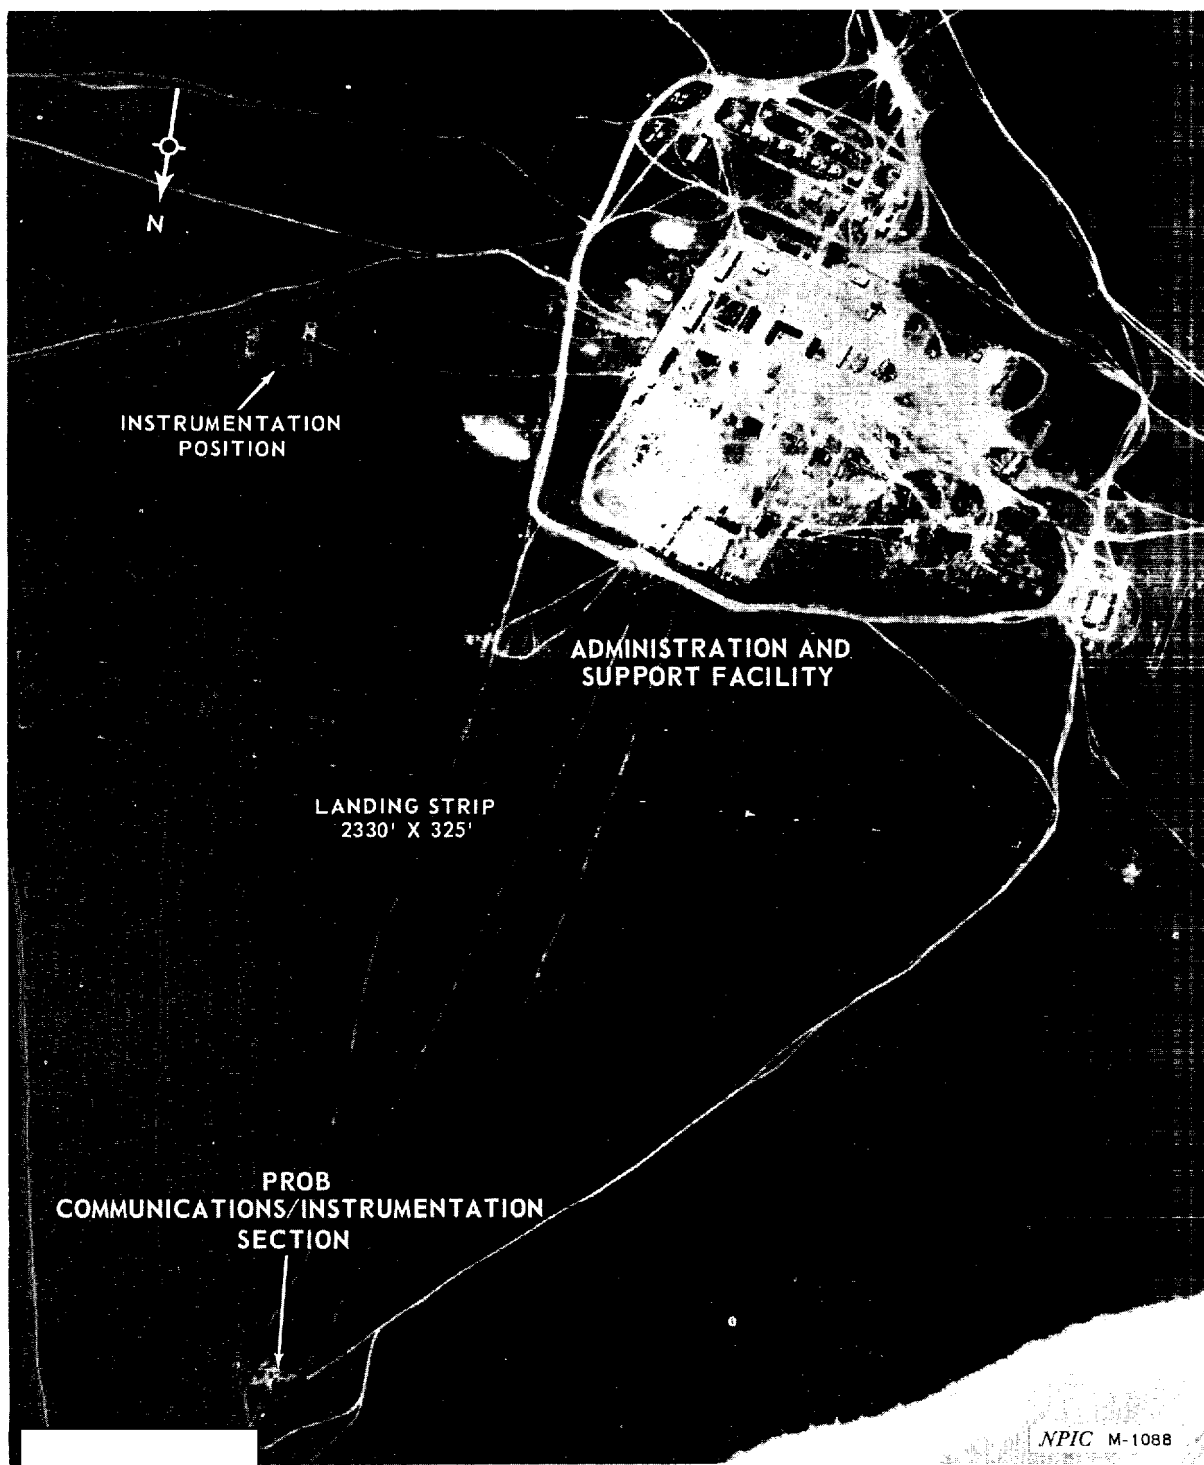 N
INSTRUMENTATION
POSITION
ADMINISTRATION AND
SUPPORT FACILITY
LANDING STRIP
2330' X 325'
PROB
COMMUNICATIONS/INSTRUMENTATION
SECTION
NPIC M-1088